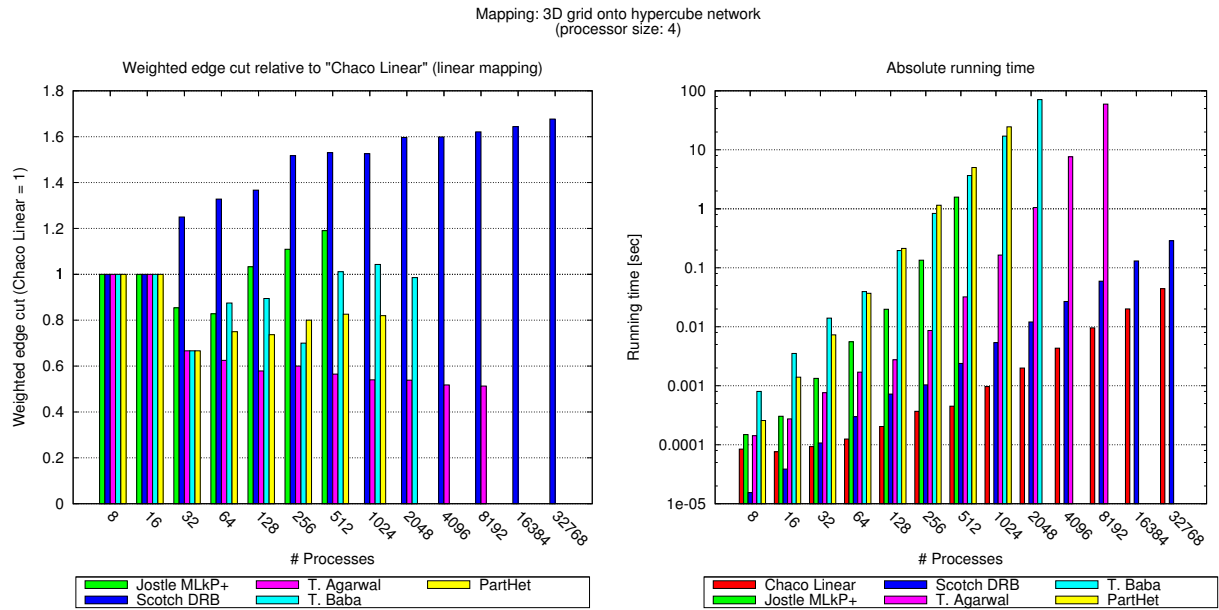 Mapping: 3D grid onto hypercube network
(processor size: 4)
Weighted edge cut relative to "Chaco Linear" (linear mapping)
Weighted edge cut (Chaco Linear = 1)
1.8
1.6
1.4
1.2
1
0.8
0.6
0.4
0.2
0
8 16 32 64 128 256 512 1024 2048 4096 8192 16384 32768
# Processes
Jostle MLkP+ T. Agarwal PartHet
Scotch DRB T. Baba
Absolute running time
Running time [sec]
100
10
1
0.1
0.01
0.001
0.0001
1e-05
8 16 32 64 128 256 512 1024 2048 4096 8192 16384 32768
# Processes
Chaco Linear Scotch DRB T. Baba
Jostle MLkP+ T. Agarwal PartHet